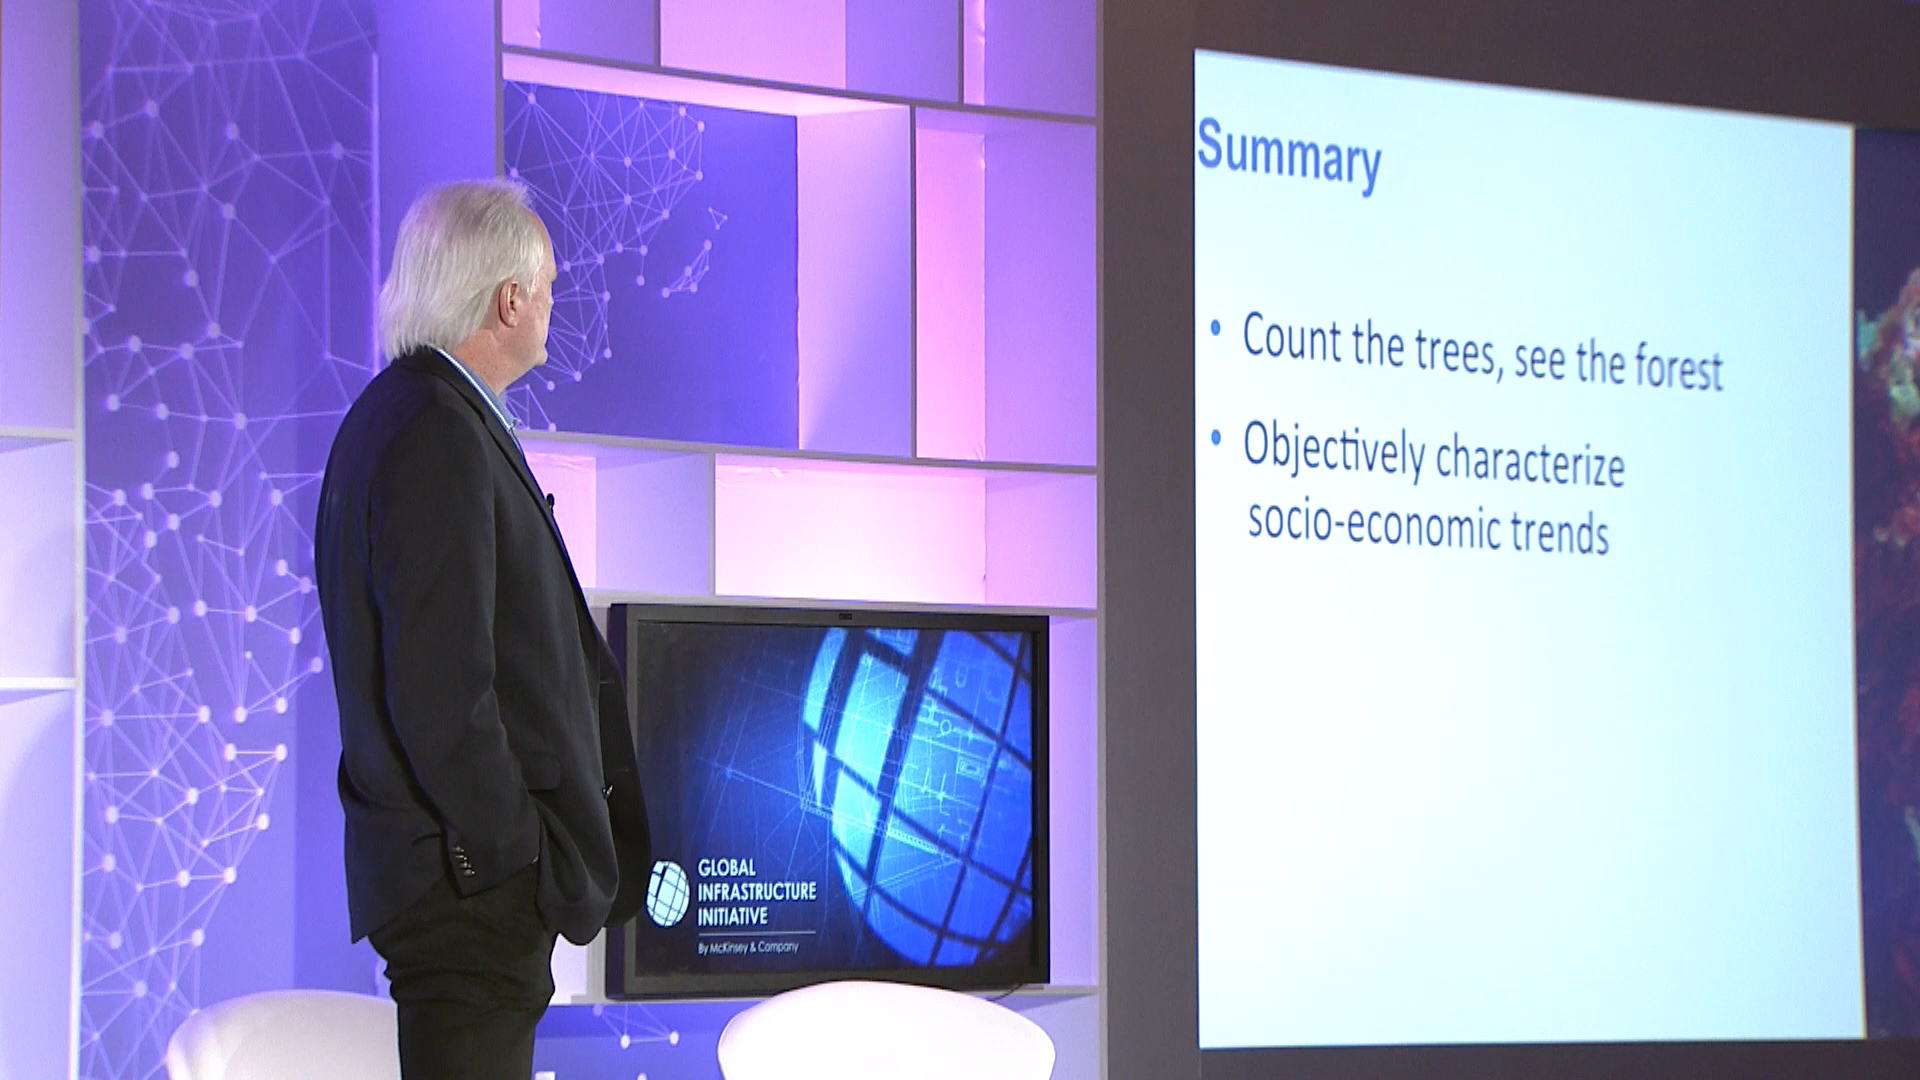 Summary
• Count the trees, see the forest
• Objectively characterize
socio-economic trends
GLOBAL
INFRASTRUCTURE
INITIATIVE
By McKinsey & Company